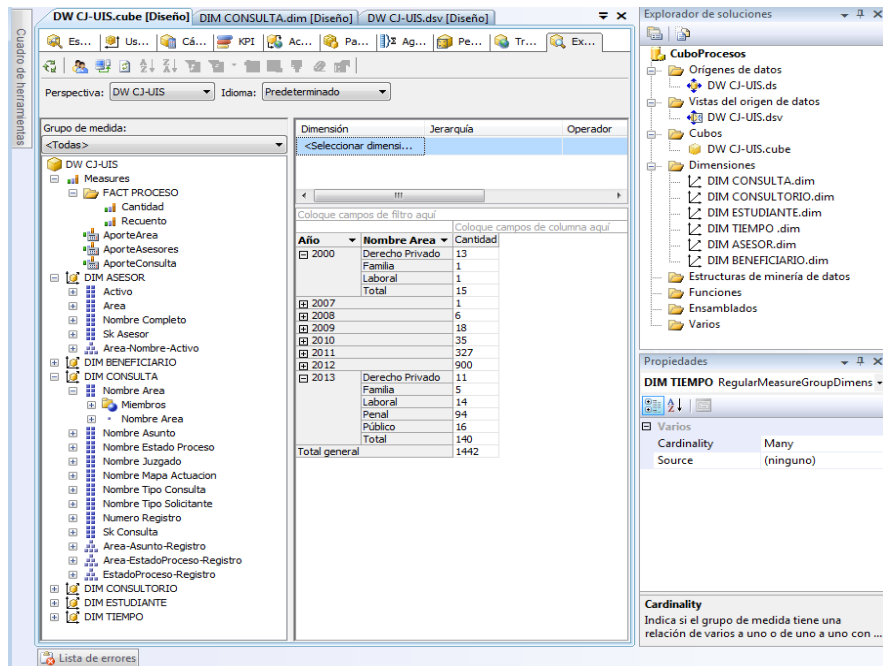 DW CJ-UIS.cube [Diseño]
DIM CONSULTA.dim [Diseño]
DW CJ-UIS.dsv [Diseño]
Cuadro de herramientas
Es...
Us...
Cá...
KPI
Ac...
Pa...
Ag...
Pe...
Tr...
Ex...
Perspectiva: DW CJ-UIS
Idioma: Predeterminado
Grupo de medida:
<Todas>
DW CJ-UIS
Measures
FACT PROCESO
Cantidad
Recuento
AporteArea
AporteAsesores
AporteConsulta
DIM ASESOR
Activo
Area
Nombre Completo
Sk Asesor
Area-Nombre-Activo
DIM BENEFICIARIO
DIM CONSULTA
Nombre Area
Miembros
Nombre Area
Nombre Asunto
Nombre Estado Proceso
Nombre Juzgado
Nombre Mapa Actuacion
Nombre Tipo Consulta
Nombre Tipo Solicitante
Numero Registro
Sk Consulta
Area-Asunto-Registro
Area-EstadoProceso-Registro
EstadoProceso-Registro
DIM CONSULTORIO
DIM ESTUDIANTE
DIM TIEMPO
Dimensión Jerarquía Operador
<Seleccionar dimensi...
Coloque campos de filtro aquí
Coloque campos de columna aquí
Año Nombre Area Cantidad
2000 Derecho Privado 13
Familia 1
Laboral 1
Total 15
2007 1
2008 6
2009 18
2010 35
2011 327
2012 900
2013 Derecho Privado 11
Familia 5
Laboral 14
Penal 94
Público 16
Total 140
Total general 1442
Explorador de soluciones
CuboProcesos
Orígenes de datos
DW CJ-UIS.ds
Vistas del origen de datos
DW CJ-UIS.dsv
Cubos
DW CJ-UIS.cube
Dimensiones
DIM CONSULTA.dim
DIM CONSULTORIO.dim
DIM ESTUDIANTE.dim
DIM TIEMPO .dim
DIM ASESOR.dim
DIM BENEFICIARIO.dim
Estructuras de minería de datos
Funciones
Ensamblados
Varios
Propiedades
DIM TIEMPO RegularMeasureGroupDimens
Varios
Cardinality Many
Source (ninguno)
Cardinality
Indica si el grupo de medida tiene una
relación de varios a uno o de uno a uno con ...
Lista de errores